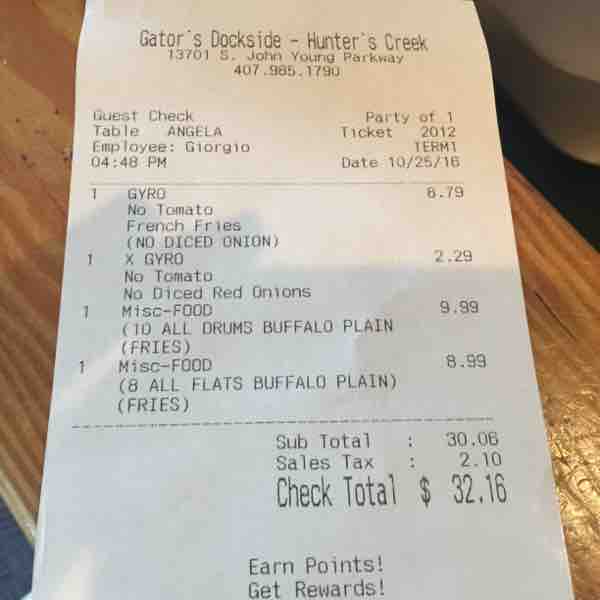 Gator's Dockside - Hunter's Creek
13701 S. John Young Parkway
407.985.1790
Guest Check Party of 1
Table ANGELA Ticket 2012
Employee: Giorgio TERM1
04:48 PM Date 10/25/16
1 GYRO 8.79
No Tomato
French Fries
(NO DICED ONION)
1 X GYRO 2.29
No Tomato
No Diced Red Onions
1 Misc-FOOD 9.99
(10 ALL DRUMS BUFFALO PLAIN
(FRIES)
1 Misc-FOOD 8.99
(8 ALL FLATS BUFFALO PLAIN)
(FRIES)
Sub Total : 30.06
Sales Tax : 2.10
Check Total $ 32.16
Earn Points!
Get Rewards!